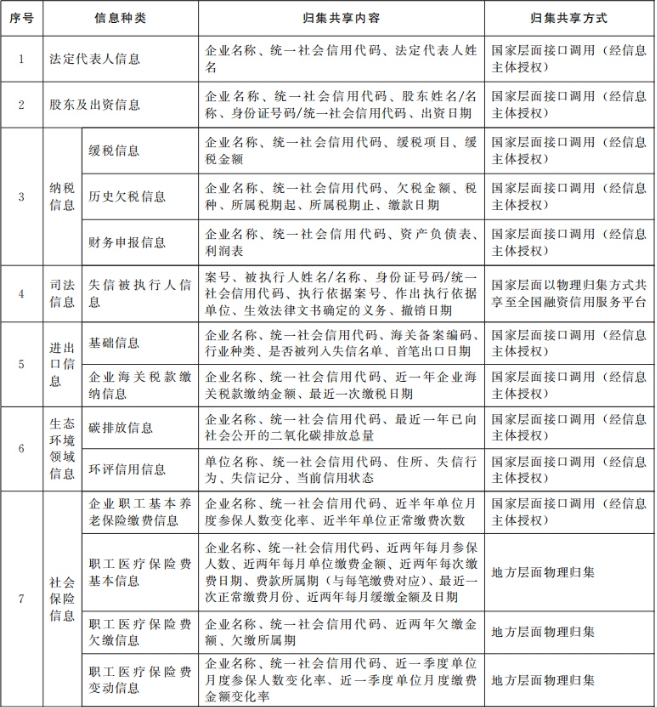 序号 信息种类 归集共享内容 归集共享方式
1 法定代表人信息 企业名称、统一社会信用代码、法定代表人姓名 国家层面接口调用（经信息主体授权）
2 股东及出资信息 企业名称、统一社会信用代码、股东姓名/名称、身份证号码/统一社会信用代码、出资日期 国家层面接口调用（经信息主体授权）
3 纳税信息
缓税信息 企业名称、统一社会信用代码、缓税项目、缓税金额 国家层面接口调用（经信息主体授权）
历史欠税信息 企业名称、统一社会信用代码、欠税金额、税种、所属税期起、所属税期止、缴款日期 国家层面接口调用（经信息主体授权）
财务申报信息 企业名称、统一社会信用代码、资产负债表、利润表 国家层面接口调用（经信息主体授权）
4 司法信息 失信被执行人信息 案号、被执行人姓名/名称、身份证号码/统一社会信用代码、执行依据案号、作出执行依据单位、生效法律文书确定的义务、撤销日期 国家层面以物理归集方式共享至全国融资信用服务平台
5 进出口信息
基础信息 企业名称、统一社会信用代码、海关备案编码、行业种类、是否被列入失信名单、首笔出口日期 国家层面接口调用（经信息主体授权）
企业海关税款缴纳信息 企业名称、统一社会信用代码、近一年企业海关税款缴纳金额、最近一次缴税日期 国家层面接口调用（经信息主体授权）
6 生态环境领域信息
碳排放信息 企业名称、统一社会信用代码、最近一年已向社会公开的二氧化碳排放总量 国家层面接口调用（经信息主体授权）
环评信用信息 单位名称、统一社会信用代码、住所、失信行为、失信记分、当前信用状态 国家层面接口调用（经信息主体授权）
7 社会保险信息
企业职工基本养老保险缴费信息 企业名称、统一社会信用代码、近半年单位月度参保人数变化率、近半年单位正常缴费次数 国家层面接口调用（经信息主体授权）
职工医疗保险费基本信息 企业名称、统一社会信用代码、近两年每月参保人数、近两年每月单位缴费金额、近两年每次缴费日期、费款所属期（与每笔缴费对应）、最近一次正常缴费月份、近两年每月缓缴金额及日期 地方层面物理归集
职工医疗保险费欠缴信息 企业名称、统一社会信用代码、近两年欠缴金额、欠缴所属期 地方层面物理归集
职工医疗保险费变动信息 企业名称、统一社会信用代码、近一季度单位月度参保人数变化率、近一季度单位月度缴费金额变化率 地方层面物理归集